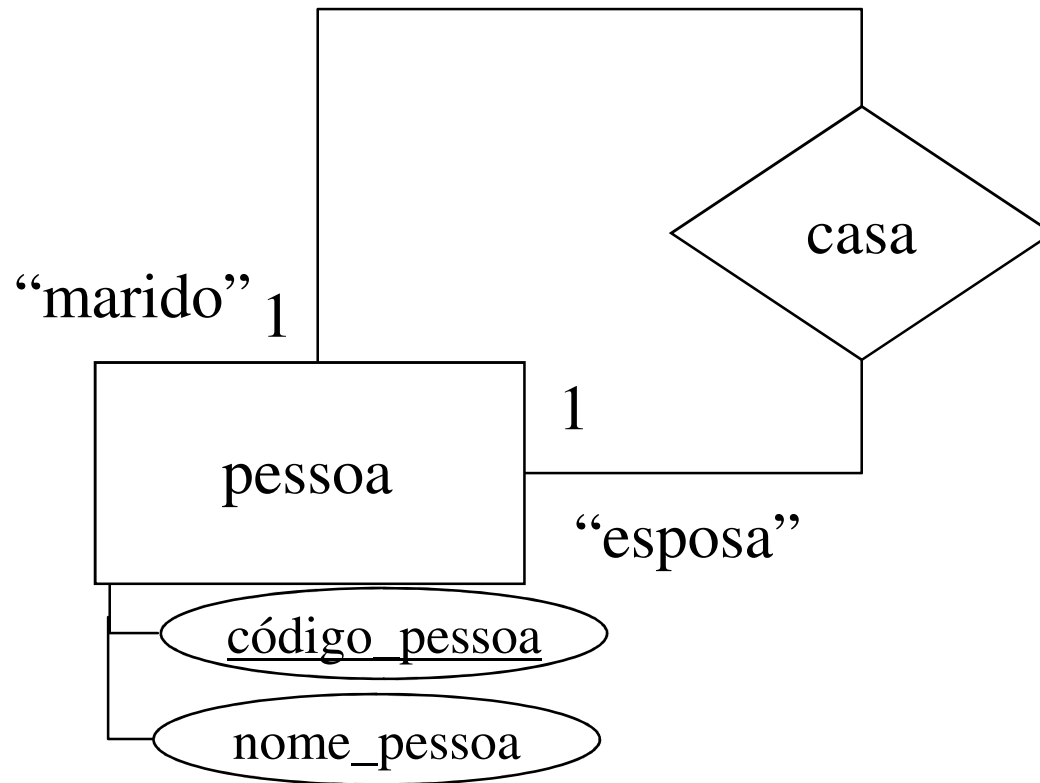 casa
“marido”
1
1
pessoa
“esposa”
código_pessoa
nome_pessoa